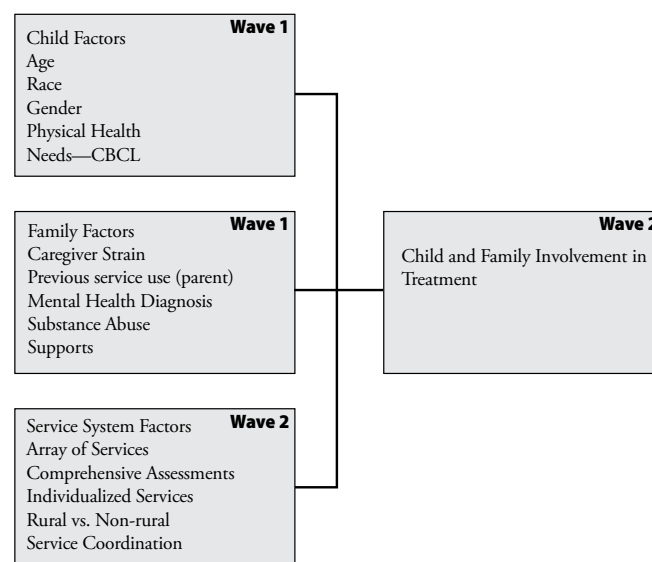 Wave 1
Child Factors
Age
Race
Gender
Physical Health
Needs—CBCL
Wave 1
Family Factors
Caregiver Strain
Previous service use (parent)
Mental Health Diagnosis
Substance Abuse
Supports
Wave 2
Service System Factors
Array of Services
Comprehensive Assessments
Individualized Services
Rural vs. Non-rural
Service Coordination
Wave 2
Child and Family Involvement in
Treatment